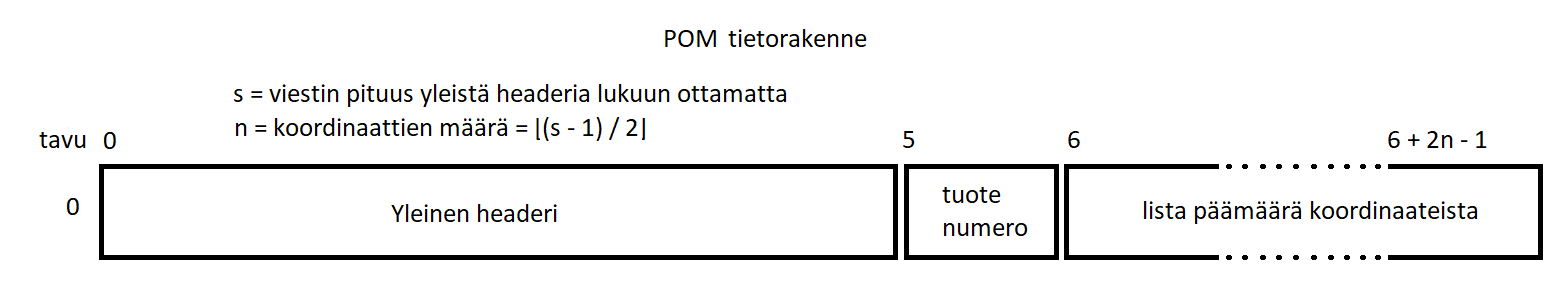 POM tietorakenne
s = viestin pituus yleistä headeria lukuun ottamatta
n = koordinaattien määrä = ⌊(s - 1) / 2⌋
tavu 0 5 6 6 + 2n - 1
0 Yleinen headeri tuote numero lista päämäärä koordinaateista